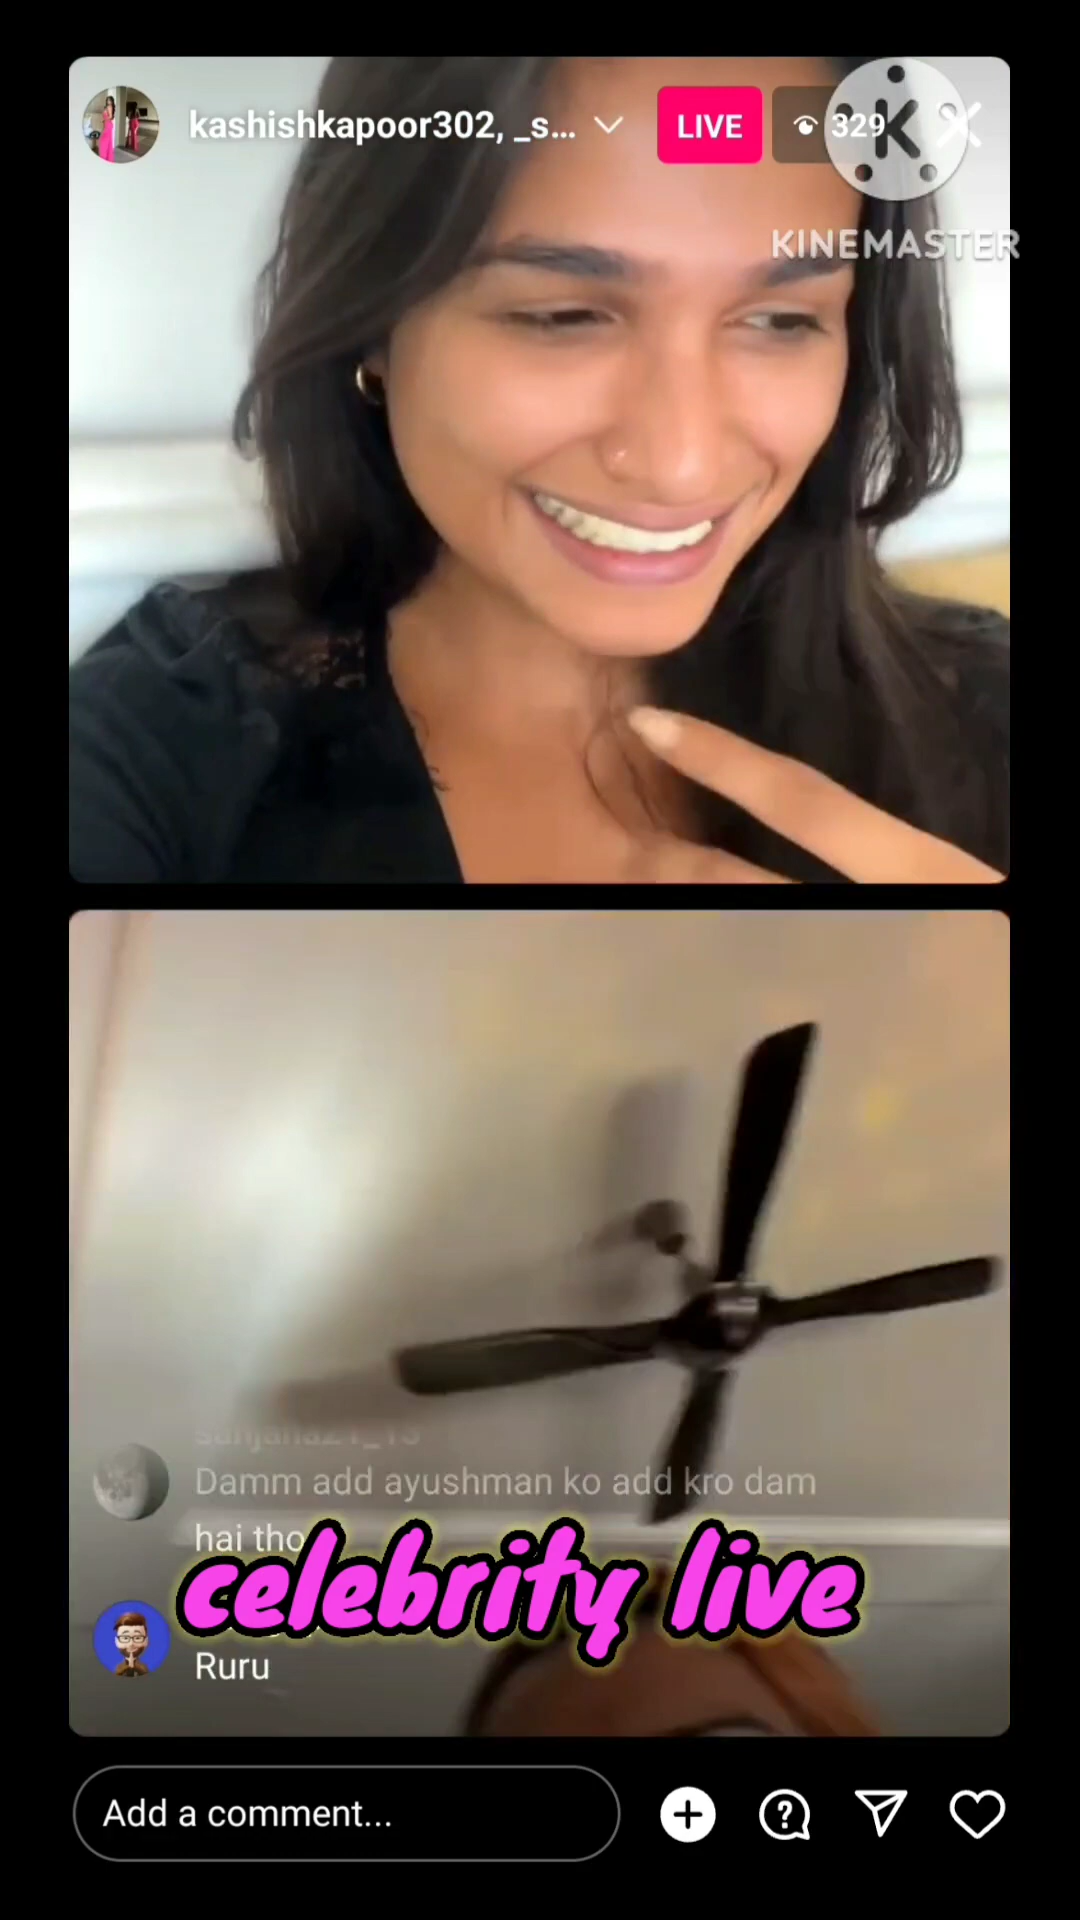 kashishkapoor302, _s...
LIVE
329
K
KINEMASTER
sanjana21_13
Damm add ayushman ko add kro dam
hai tho
celebrity live
Ruru
Add a comment...